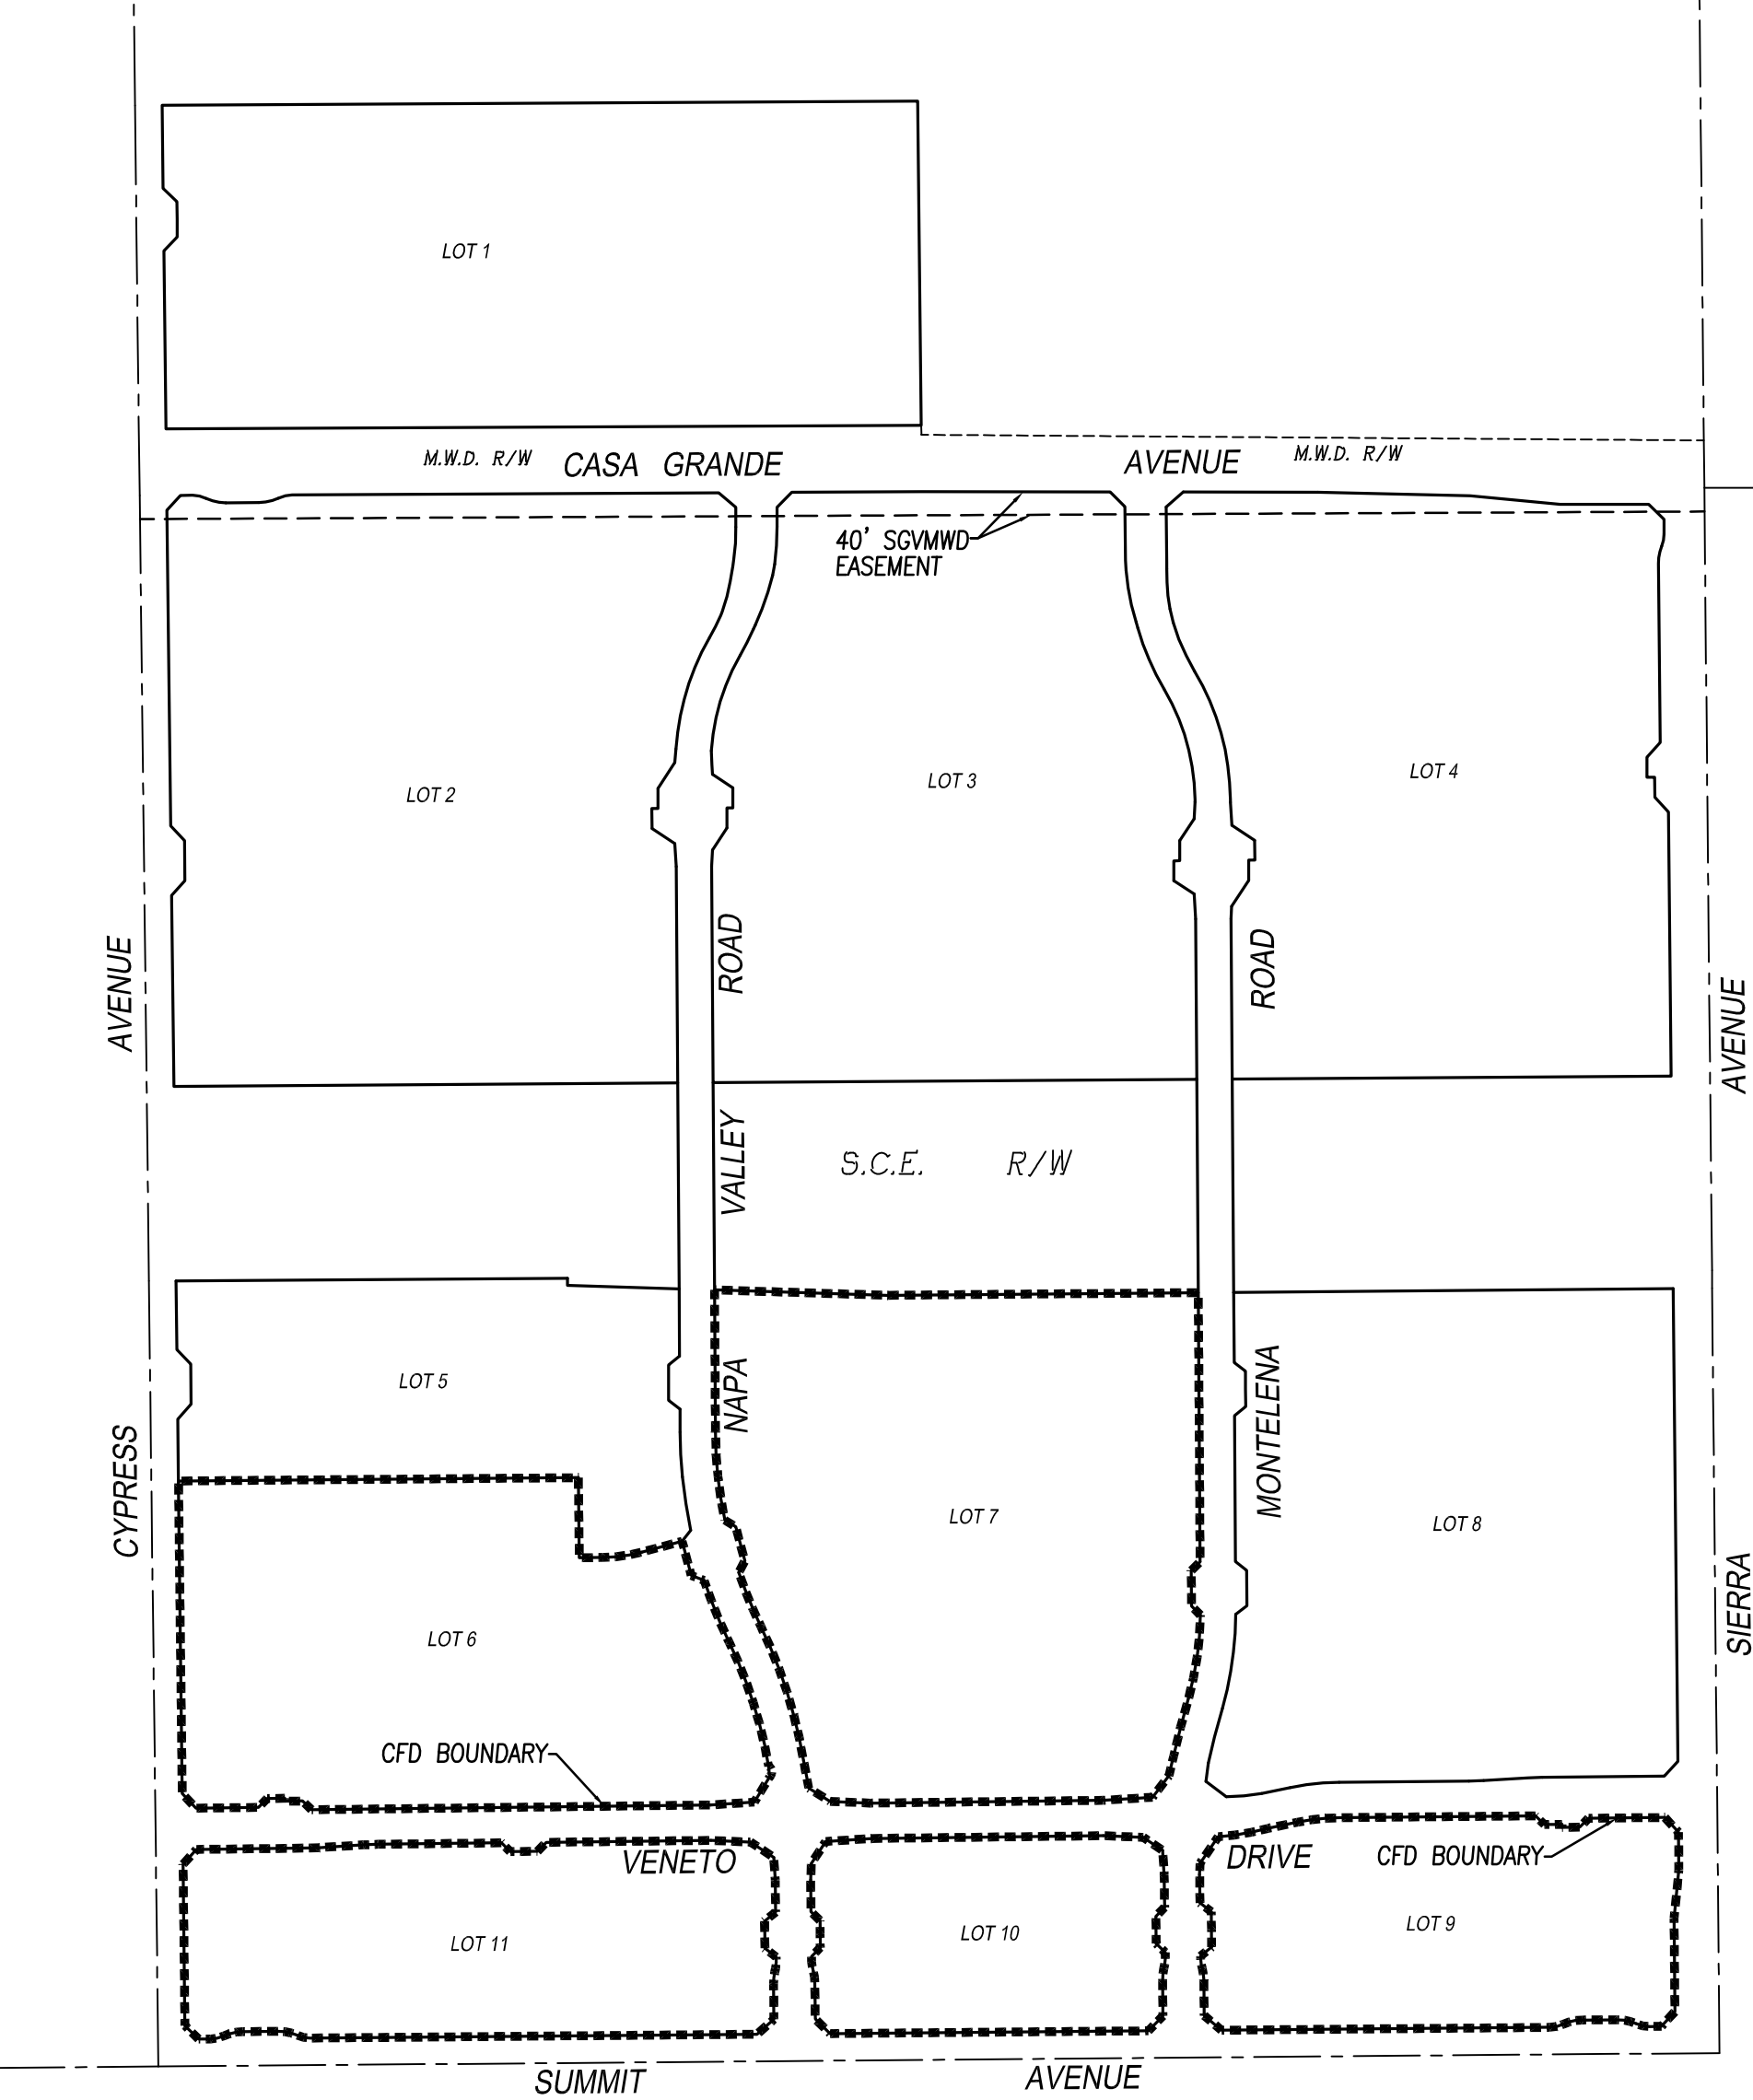 LOT 1
M.W.D. R/W CASA GRANDE AVENUE M.W.D. R/W
40' SGVMWD
EASEMENT
LOT 2
LOT 3
LOT 4
AVENUE
ROAD
ROAD
AVENUE
VALLEY
S.C.E. R/W
LOT 5
NAPA
MONTELENA
CYPRESS
LOT 7
LOT 8
SIERRA
LOT 6
CFD BOUNDARY
VENETO
DRIVE
CFD BOUNDARY
LOT 11
LOT 10
LOT 9
SUMMIT AVENUE